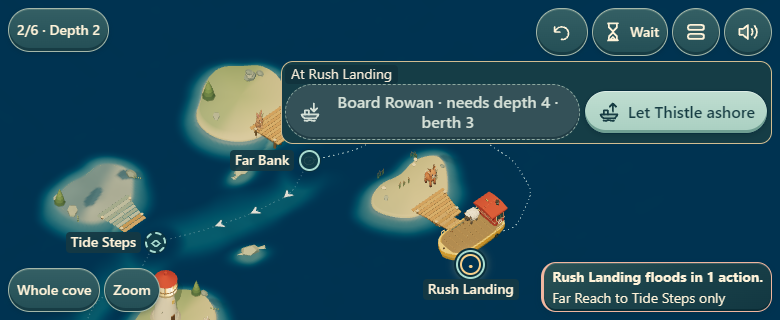 2/6 · Depth 2
Wait
At Rush Landing
Board Rowan · needs depth 4 ·
berth 3
Let Thistle ashore
Far Bank
Tide Steps
Rush Landing
Whole cove
Zoom
Rush Landing floods in 1 action.
Far Reach to Tide Steps only